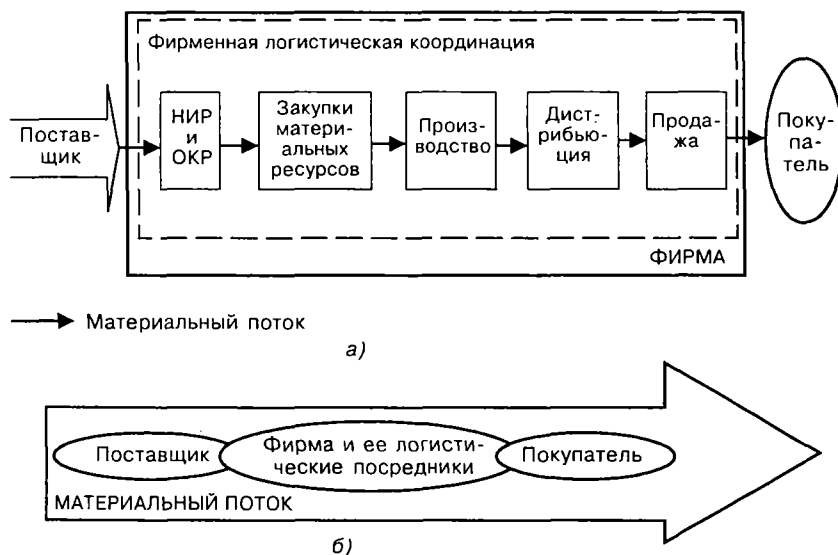 Фирменная логистическая координация
Постав-
щик
НИР
и
ОКР
Закупки
матери-
альных
ресурсов
Произ-
водство
Дист-
рибью-
ция
Прода-
жа
Поку-
па-
тель
ФИРМА
Материальный поток
а)
Поставщик
Фирма и ее логисти-
ческие посредники
Покупатель
МАТЕРИАЛЬНЫЙ ПОТОК
б)